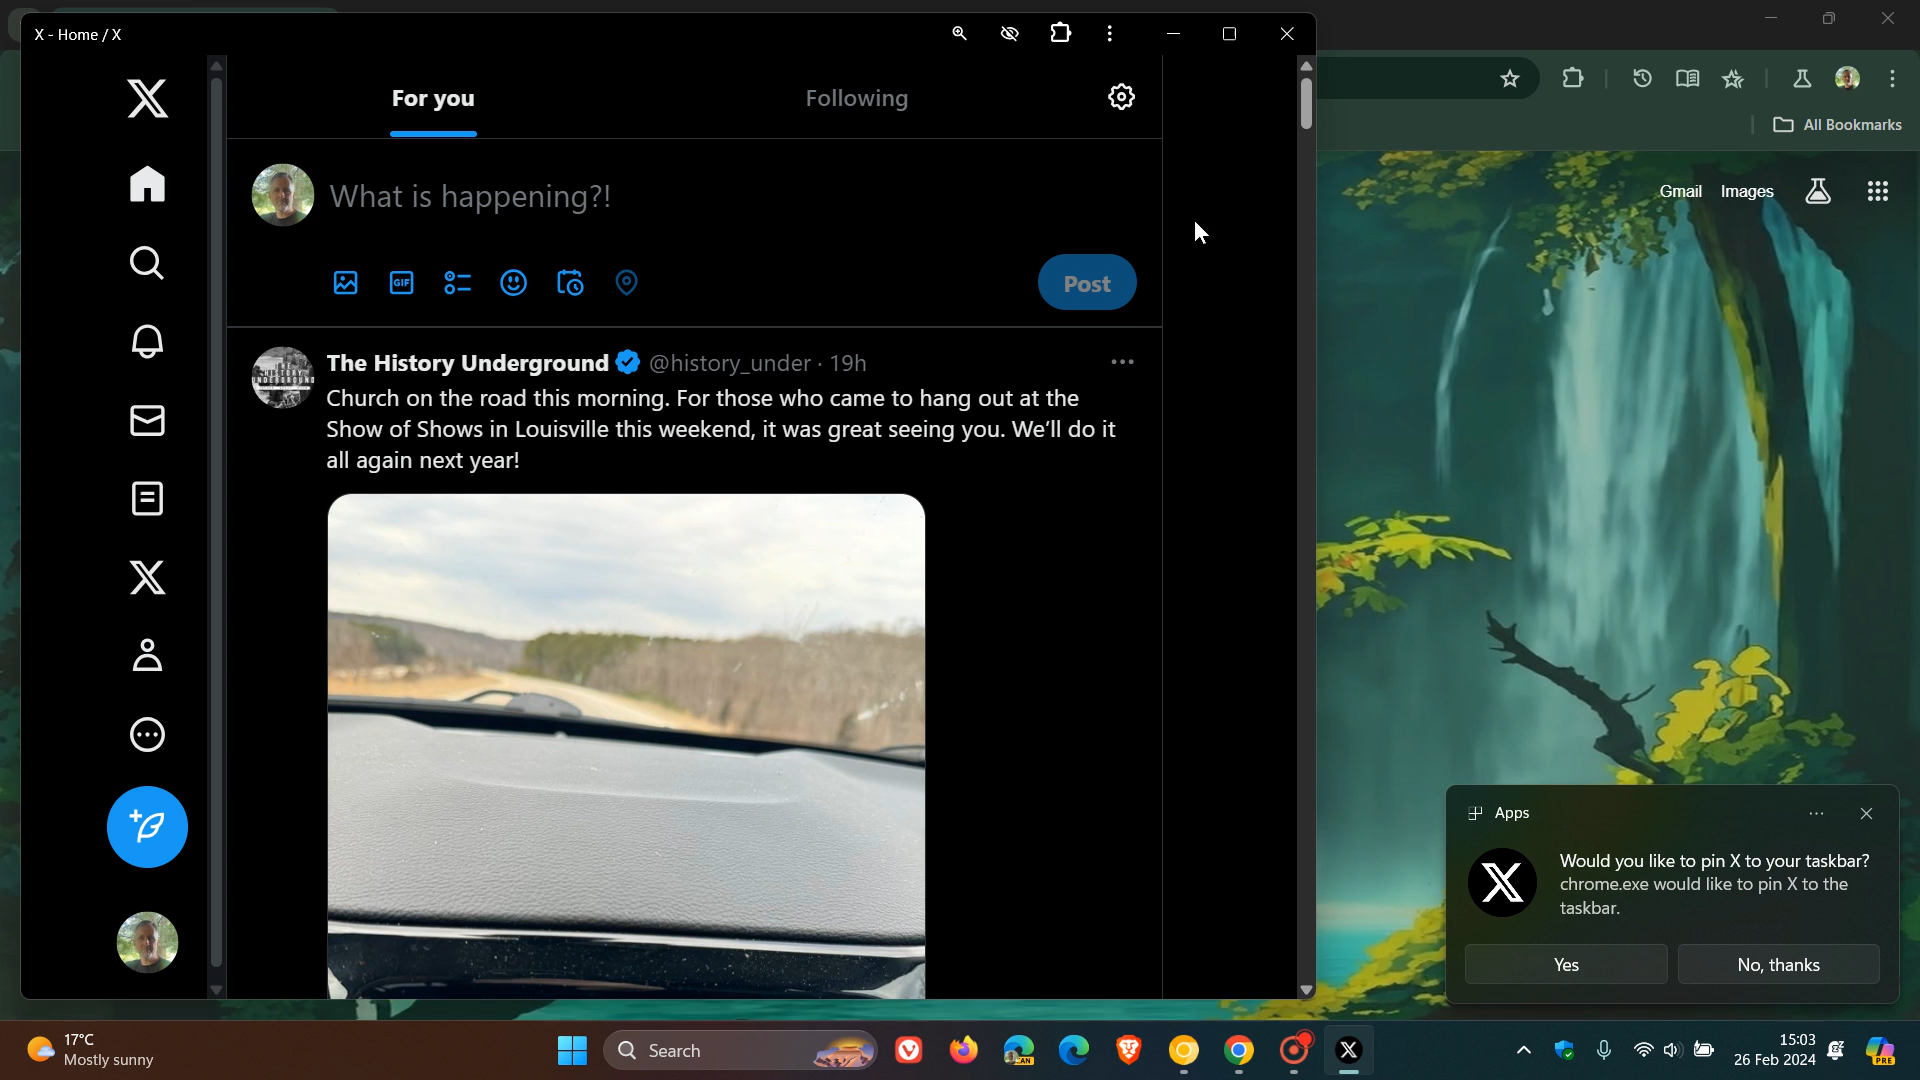 X - Home / X
For you
Following
What is happening?!
GIF
Post
The History Underground @history_under · 19h
Church on the road this morning. For those who came to hang out at the
Show of Shows in Louisville this weekend, it was great seeing you. We’ll do it
all again next year!
All Bookmarks
Gmail Images
Apps
Would you like to pin X to your taskbar?
chrome.exe would like to pin X to the
taskbar.
Yes
No, thanks
17°C
Mostly sunny
Search
CAN
15:03
26 Feb 2024
PRE